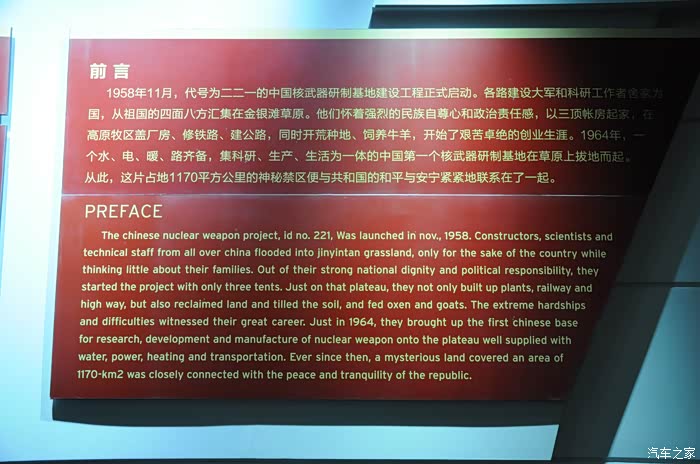 前言
1958年11月，代号为二二一的中国核武器研制基地建设工程正式启动。各路建设大军和科研工作者舍家为
国，从祖国的四面八方汇集在金银滩草原。他们怀着强烈的民族自尊心和政治责任感，以三顶帐房起家，在
高原牧区盖厂房、修铁路、建公路，同时开荒种地、饲养牛羊，开始了艰苦卓绝的创业生涯。1964年，一
个水、电、暖、路齐备，集科研、生产、生活为一体的中国第一个核武器研制基地在草原上拔地而起。
从此，这片占地1170平方公里的神秘禁区便与共和国的和平与安宁紧紧地联系在了一起。
PREFACE
The chinese nuclear weapon project, id no. 221, Was launched in nov., 1958. Constructors, scientists and
technical staff from all over china flooded into jinyintan grassland, only for the sake of the country while
thinking little about their families. Out of their strong national dignity and political responsibility, they
started the project with only three tents. Just on that plateau, they not only built up plants, railway and
high way, but also reclaimed land and tilled the soil, and fed oxen and goats. The extreme hardships
and difficulties witnessed their great career. Just in 1964, they brought up the first chinese base
for research, development and manufacture of nuclear weapon onto the plateau well supplied with
water, power, heating and transportation. Ever since then, a mysterious land covered an area of
1170-km2 was closely connected with the peace and tranquility of the republic.
汽车之家